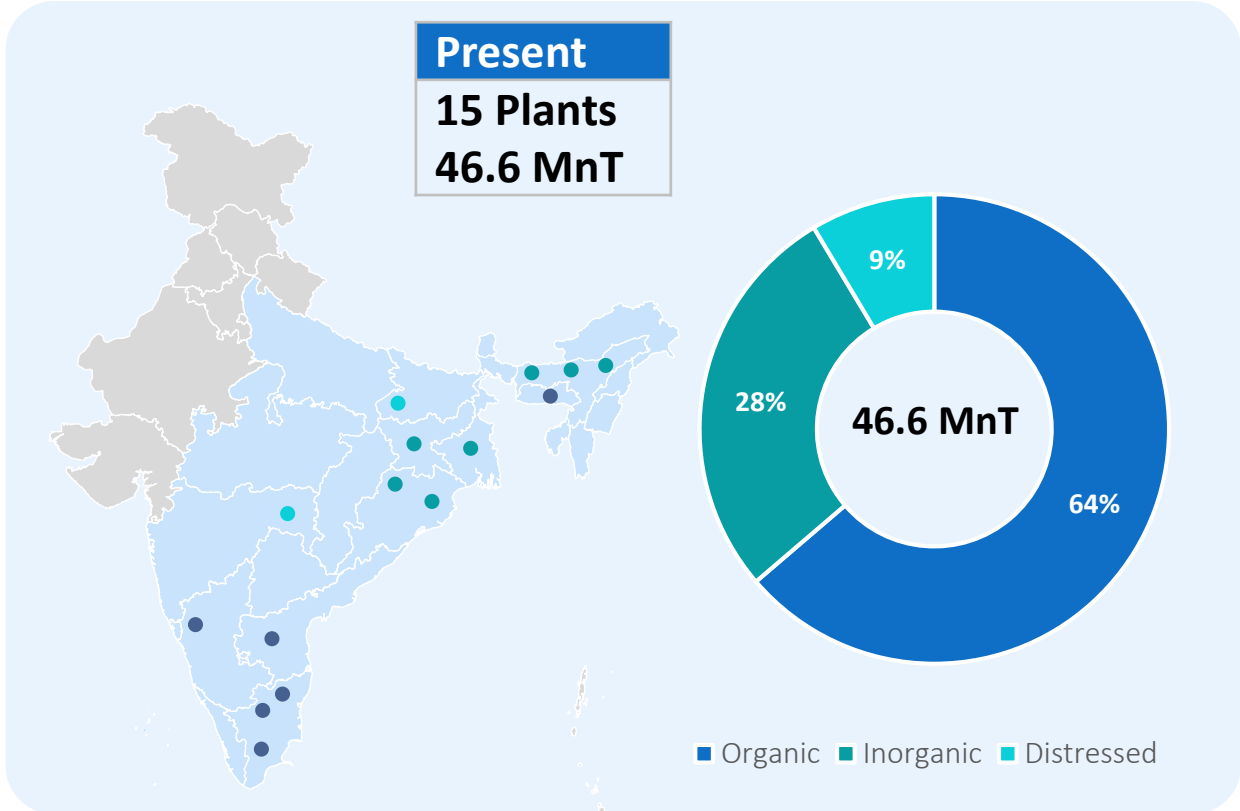 Present
15 Plants
46.6 MnT
9%
28%
46.6 MnT
64%
Organic Inorganic Distressed